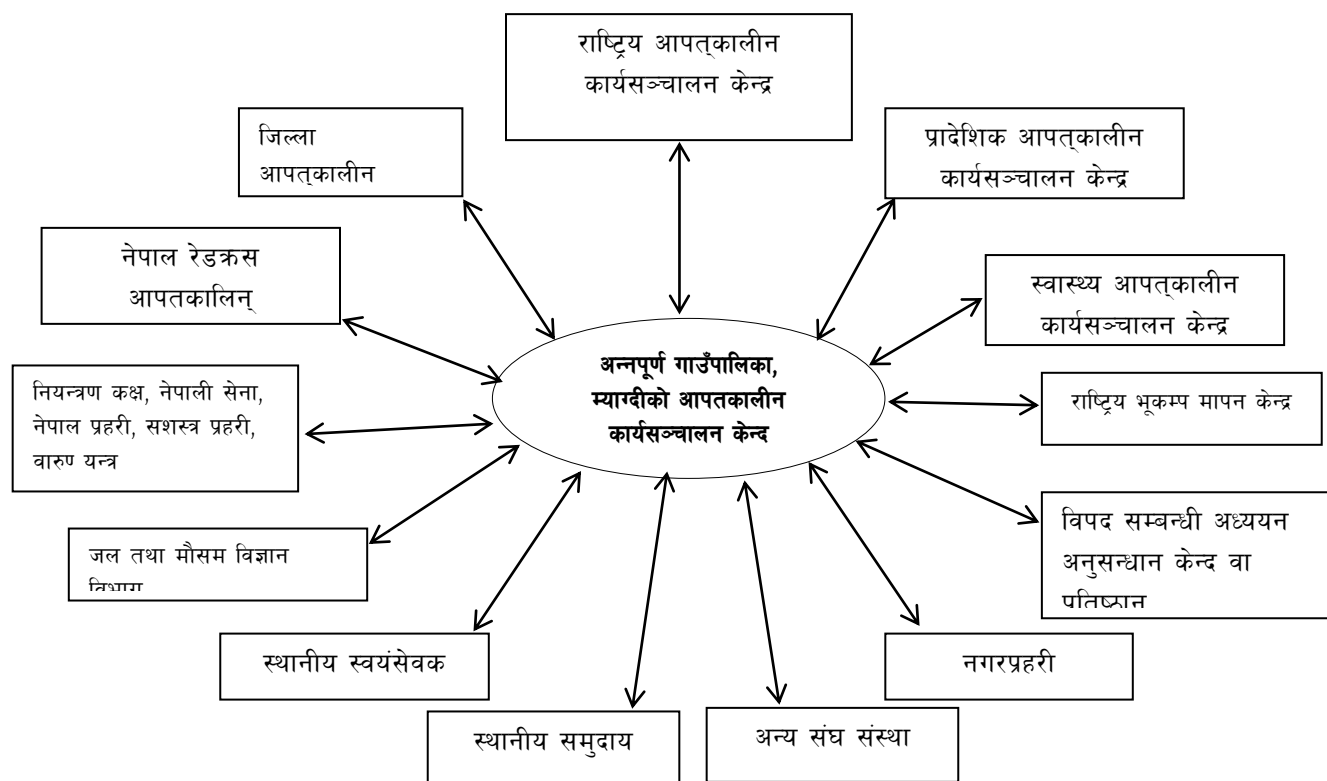 राष्ट्रिय आपत्कालीन
कार्यसञ्चालन केन्द्र
जिल्ला
आपत्कालीन
प्रादेशिक आपत्कालीन
कार्यसञ्चालन केन्द्र
नेपाल रेडक्रस
आपतकालिन्
स्वास्थ्य आपत्कालीन
कार्यसञ्चालन केन्द्र
अन्नपूर्ण गाउँपालिका,
म्याग्दीको आपतकालीन
कार्यसञ्चालन केन्द
नियन्त्रण कक्ष, नेपाली सेना,
नेपाल प्रहरी, सशस्त्र प्रहरी,
वारुण यन्त्र
राष्ट्रिय भूकम्प मापन केन्द्र
जल तथा मौसम विज्ञान
विभाग
विपद सम्बन्धी अध्ययन
अनुसन्धान केन्द वा
प्रतिष्ठान
स्थानीय स्वयंसेवक
नगरप्रहरी
स्थानीय समुदाय
अन्य संघ संस्था